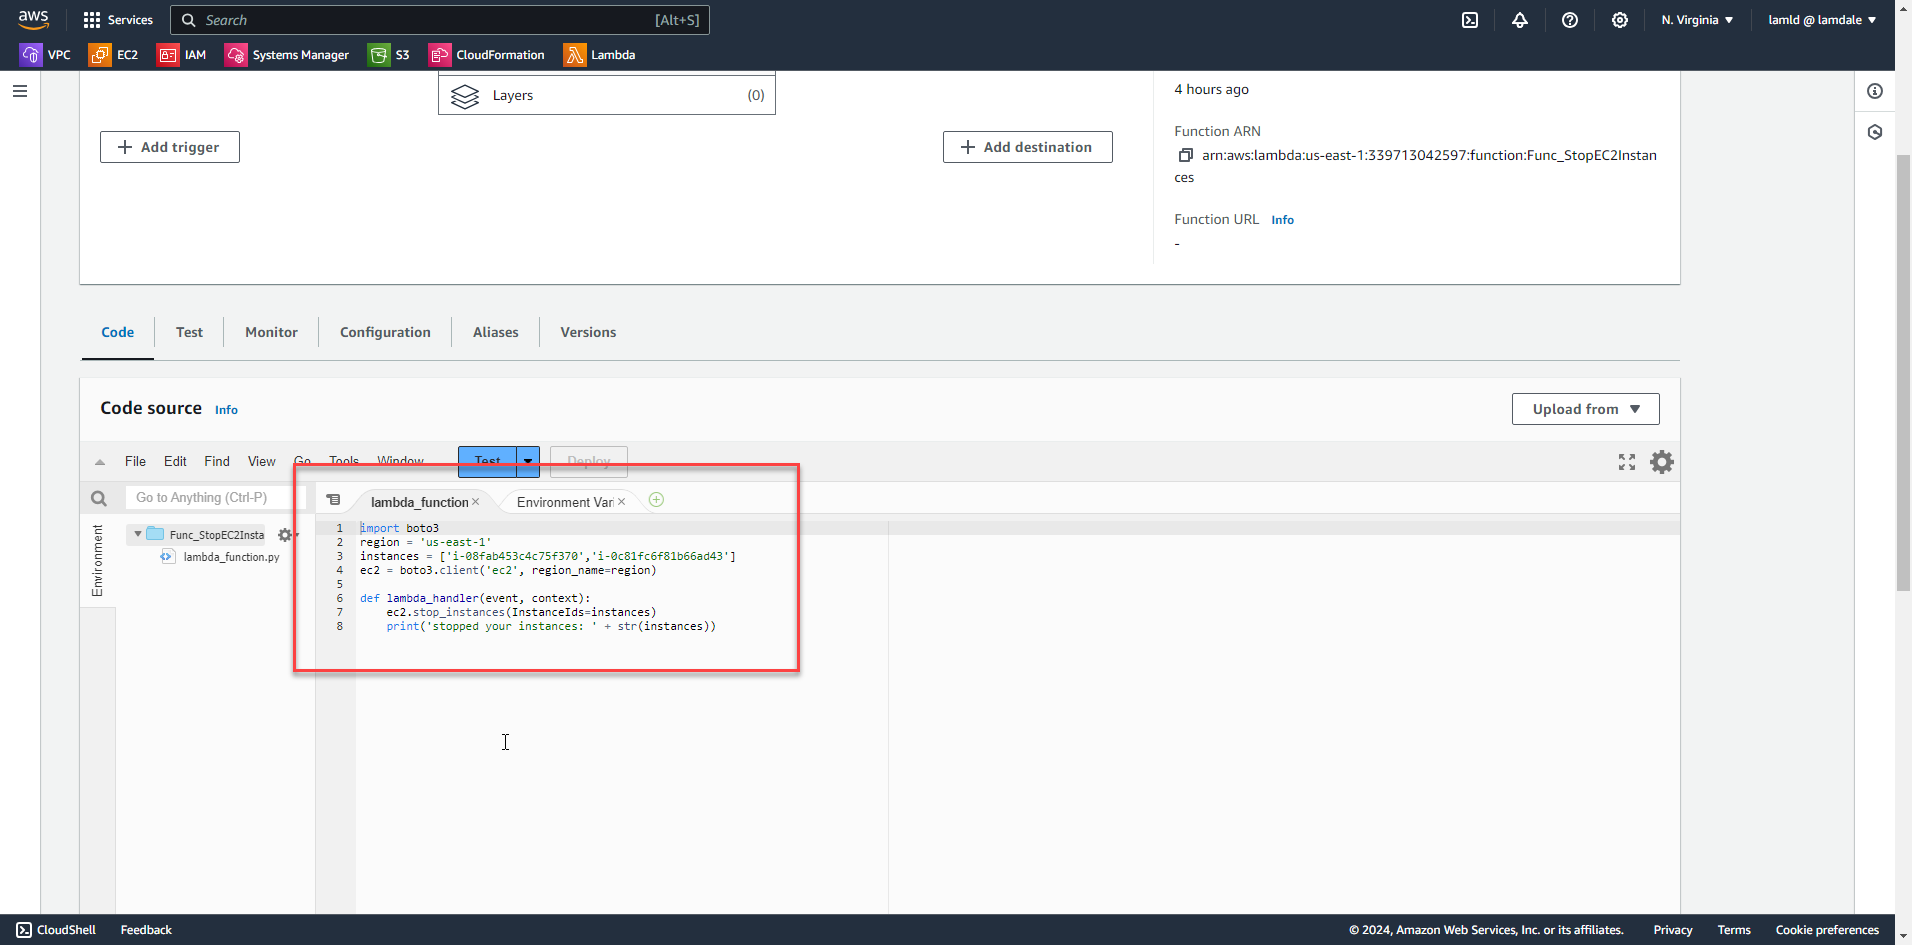 aws
Services
Search
[Alt+S]
N. Virginia
lamld @ lamdale
VPC
EC2
IAM
Systems Manager
S3
CloudFormation
Lambda
Layers
(0)
Add trigger
Add destination
4 hours ago
Function ARN
arn:aws:lambda:us-east-1:339713042597:function:Func_StopEC2Instan
ces
Function URL Info
-
Code
Test
Monitor
Configuration
Aliases
Versions
Code source Info
Upload from
File Edit Find View Go Tools Window
Test
Deploy
Go to Anything (Ctrl-P)
lambda_function
Environment Vari
Environment
Func_StopEC2Insta
lambda_function.py
1 import boto3
2 region = 'us-east-1'
3 instances = ['i-08fab453c4c75f370','i-0c81fc6f81b66ad43']
4 ec2 = boto3.client('ec2', region_name=region)
5
6 def lambda_handler(event, context):
7 ec2.stop_instances(InstanceIds=instances)
8 print('stopped your instances: ' + str(instances))
CloudShell
Feedback
© 2024, Amazon Web Services, Inc. or its affiliates.
Privacy
Terms
Cookie preferences